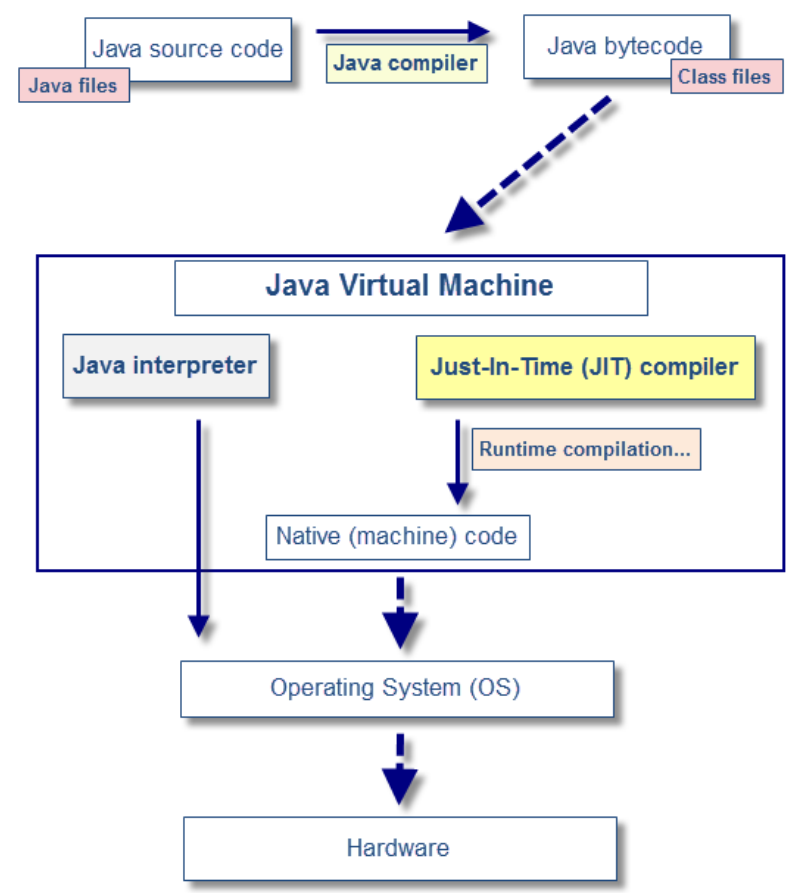 Java source code
Java files
Java compiler
Java bytecode
Class files
Java Virtual Machine
Java interpreter
Just-In-Time (JIT) compiler
Runtime compilation...
Native (machine) code
Operating System (OS)
Hardware